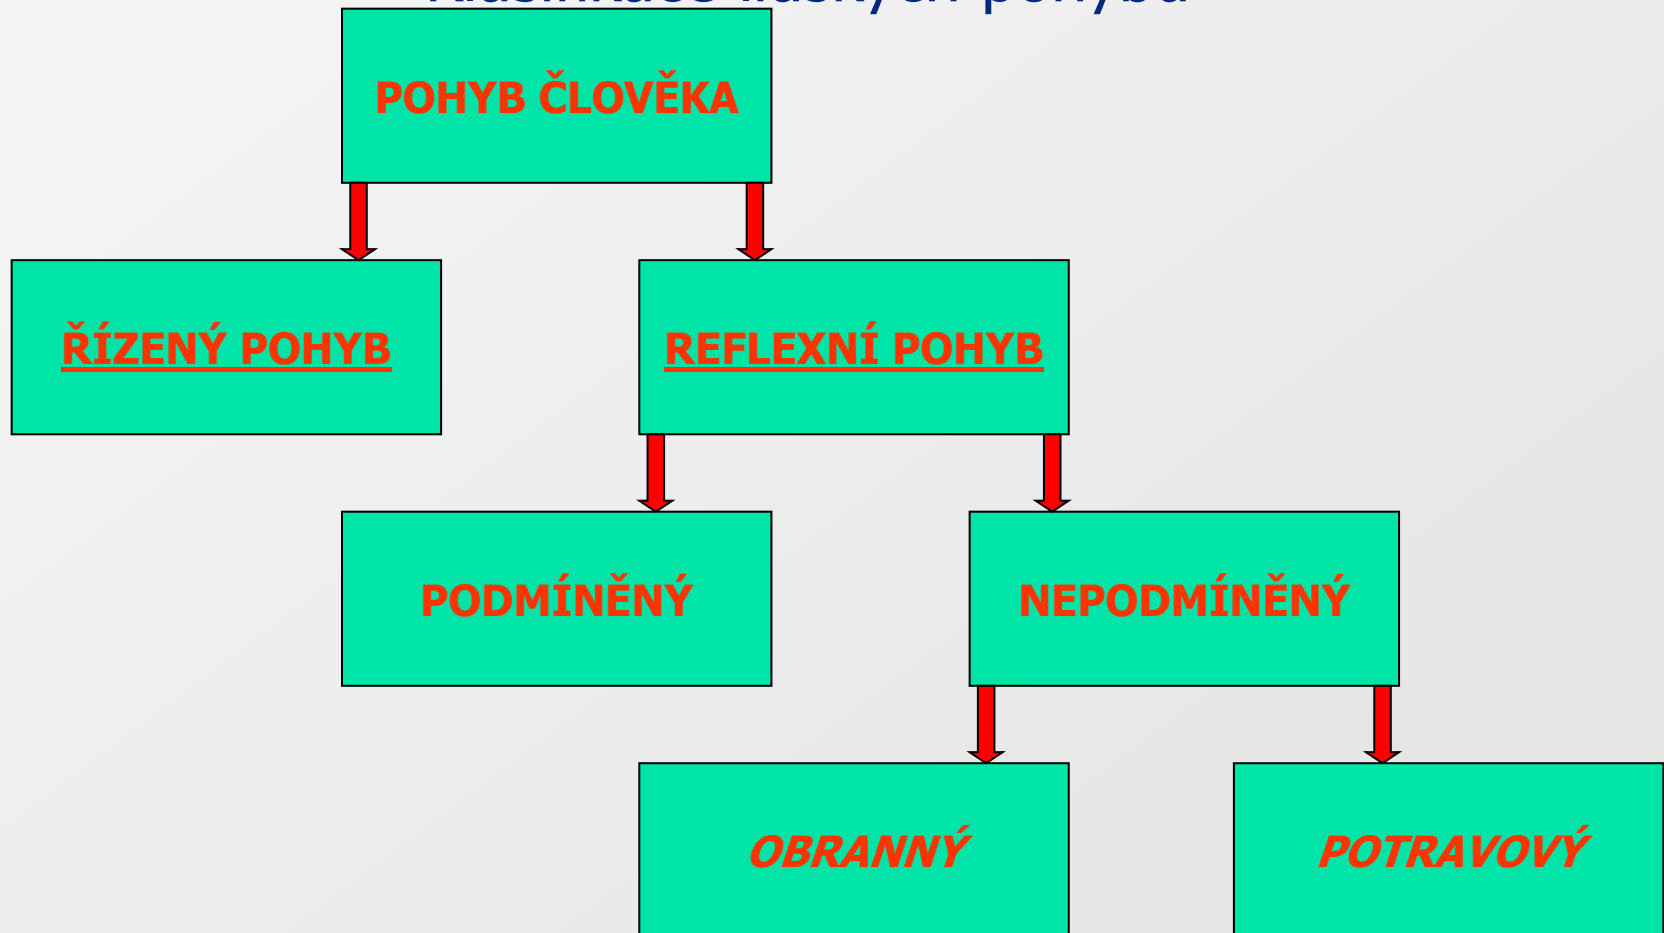 POHYB ČLOVĚKA
ŘÍZENÝ POHYB
REFLEXNÍ POHYB
PODMÍNĚNÝ
NEPODMÍNĚNÝ
OBRANNÝ
POTRAVOVÝ